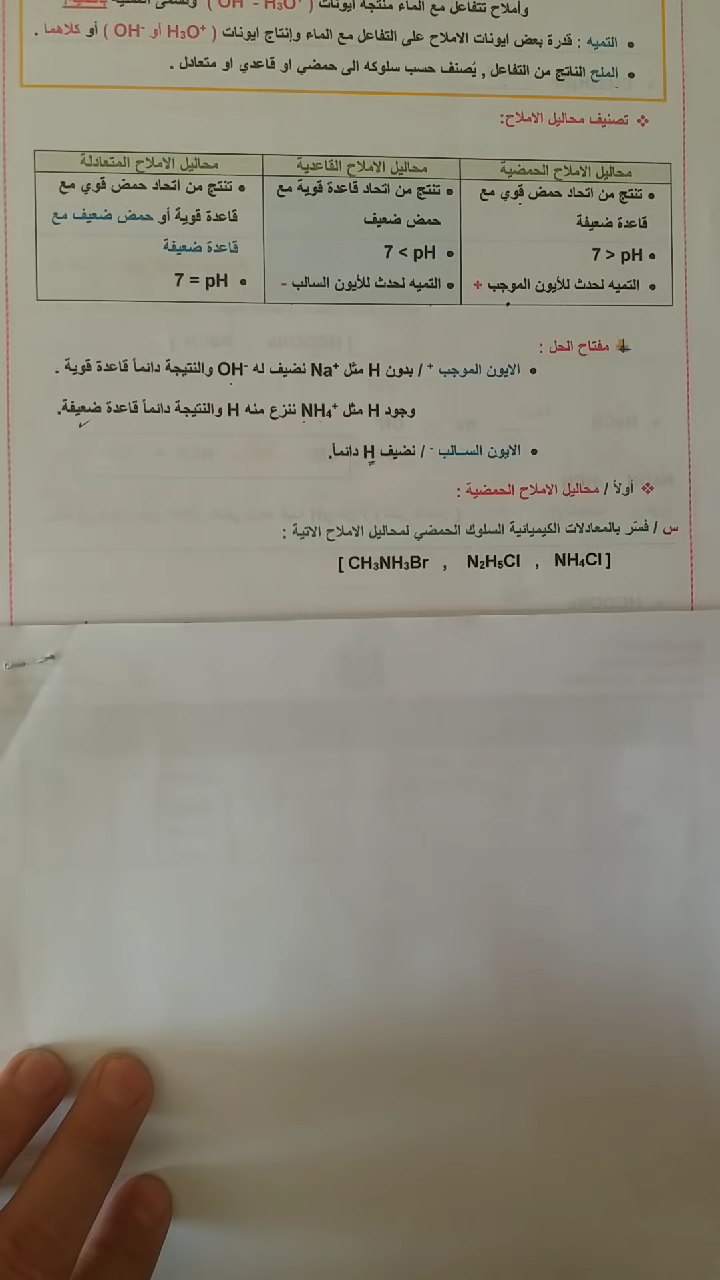 وأملاح تتفاعل مع الماء منتجة ايونات ( OH⁻ - H₃O⁺ )
• التميه : قدرة بعض ايونات الاملاح على التفاعل مع الماء وإنتاج ايونات ( H₃O⁺ أو OH⁻ ) أو كلاهما .
• الملح الناتج من التفاعل , يُصنف حسب سلوكه الى حمضي او قاعدي او متعادل .
❖ تصنيف محاليل الاملاح:
محاليل الاملاح الحمضية
• تنتج من اتحاد حمض قوي مع
قاعدة ضعيفة
• 7 > pH
• التميه تحدث للأيون الموجب +
محاليل الاملاح القاعدية
• تنتج من اتحاد قاعدة قوية مع
حمض ضعيف
• 7 < pH
• التميه تحدث للأيون السالب -
محاليل الاملاح المتعادلة
• تنتج من اتحاد حمض قوي مع
قاعدة قوية أو حمض ضعيف مع
قاعدة ضعيفة
• 7 = pH
مفتاح الحل :
• الايون الموجب ⁺ / بدون H مثل Na⁺ نضيف له OH⁻ والنتيجة دائماً قاعدة قوية .
وجود H مثل NH₄⁺ ننزع منه H والنتيجة دائماً قاعدة ضعيفة.
• الايون السالب ⁻ / نضيف H دائماً.
❖ أولاً / محاليل الاملاح الحمضية :
س / فسّر بالمعادلات الكيميائية السلوك الحمضي لمحاليل الاملاح الاتية :
[ CH₃NH₃Br , N₂H₅Cl , NH₄Cl ]